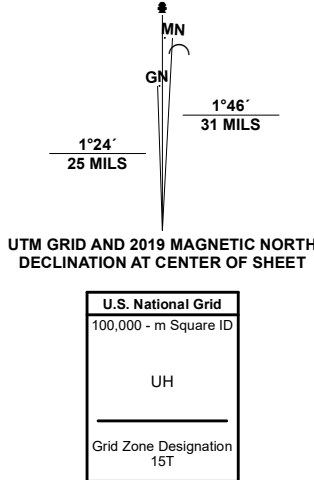 MN
GN
1°46´
31 MILS
1°24´
25 MILS
UTM GRID AND 2019 MAGNETIC NORTH
DECLINATION AT CENTER OF SHEET
U.S. National Grid
100,000 - m Square ID
UH
Grid Zone Designation
15T